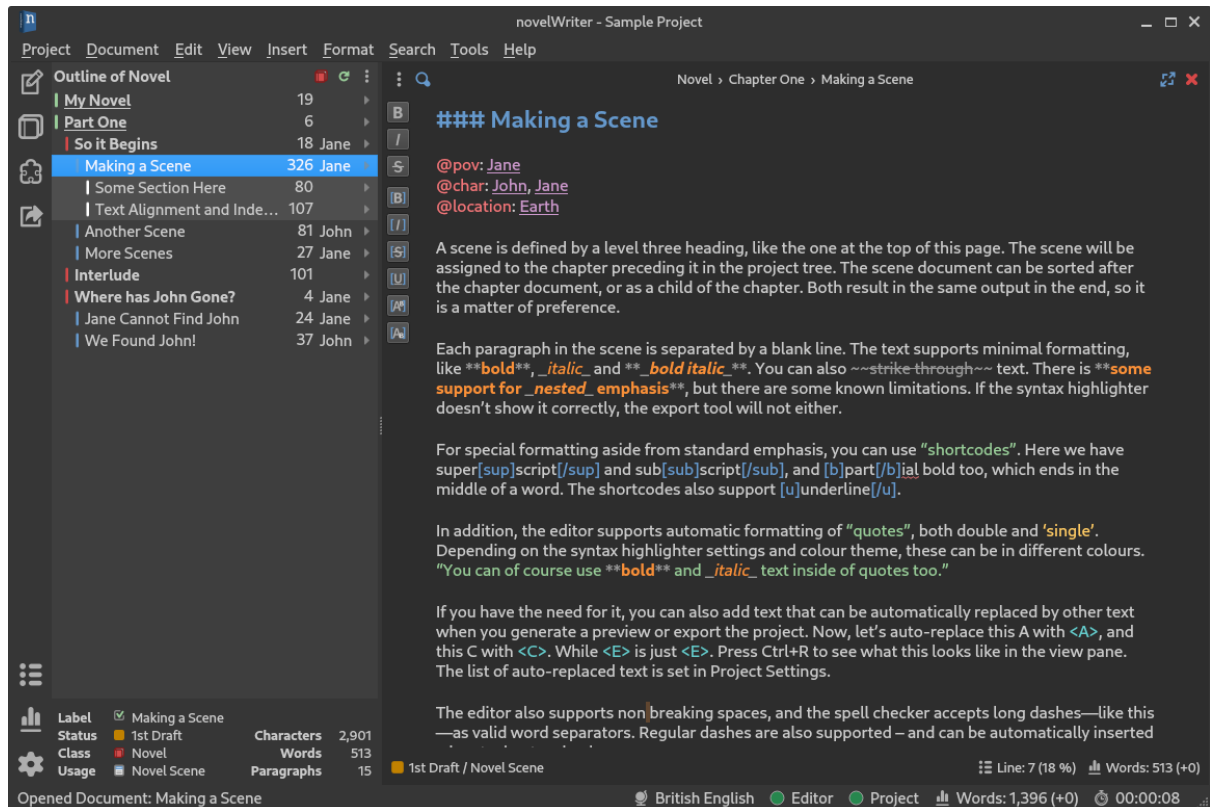 novelWriter - Sample Project
Project Document Edit View Insert Format Search Tools Help
Outline of Novel
My Novel 19
Part One 6
So it Begins 18 Jane
Making a Scene 326 Jane
Some Section Here 80
Text Alignment and Inde... 107
Another Scene 81 John
More Scenes 27 Jane
Interlude 101
Where has John Gone? 4 Jane
Jane Cannot Find John 24 Jane
We Found John! 37 John
Label Making a Scene
Status 1st Draft Characters 2,901
Class Novel Words 513
Usage Novel Scene Paragraphs 15
Novel › Chapter One › Making a Scene
B
I
S
[B]
[I]
[S]
[U]
### Making a Scene
@pov: Jane
@char: John, Jane
@location: Earth
A scene is defined by a level three heading, like the one at the top of this page. The scene will be
assigned to the chapter preceding it in the project tree. The scene document can be sorted after
the chapter document, or as a child of the chapter. Both result in the same output in the end, so it
is a matter of preference.
Each paragraph in the scene is separated by a blank line. The text supports minimal formatting,
like **bold**, _italic_ and **_bold italic_**. You can also ~~strike through~~ text. There is **some
support for _nested_ emphasis**, but there are some known limitations. If the syntax highlighter
doesn’t show it correctly, the export tool will not either.
For special formatting aside from standard emphasis, you can use “shortcodes”. Here we have
super[sup]script[/sup] and sub[sub]script[/sub], and [b]part[/b]ial bold too, which ends in the
middle of a word. The shortcodes also support [u]underline[/u].
In addition, the editor supports automatic formatting of “quotes”, both double and ‘single’.
Depending on the syntax highlighter settings and colour theme, these can be in different colours.
“You can of course use **bold** and _italic_ text inside of quotes too.”
If you have the need for it, you can also add text that can be automatically replaced by other text
when you generate a preview or export the project. Now, let’s auto-replace this A with <A>, and
this C with <C>. While <E> is just <E>. Press Ctrl+R to see what this looks like in the view pane.
The list of auto-replaced text is set in Project Settings.
The editor also supports non breaking spaces, and the spell checker accepts long dashes—like this
—as valid word separators. Regular dashes are also supported – and can be automatically inserted
1st Draft / Novel Scene Line: 7 (18 %) Words: 513 (+0)
Opened Document: Making a Scene British English Editor Project Words: 1,396 (+0) 00:00:08